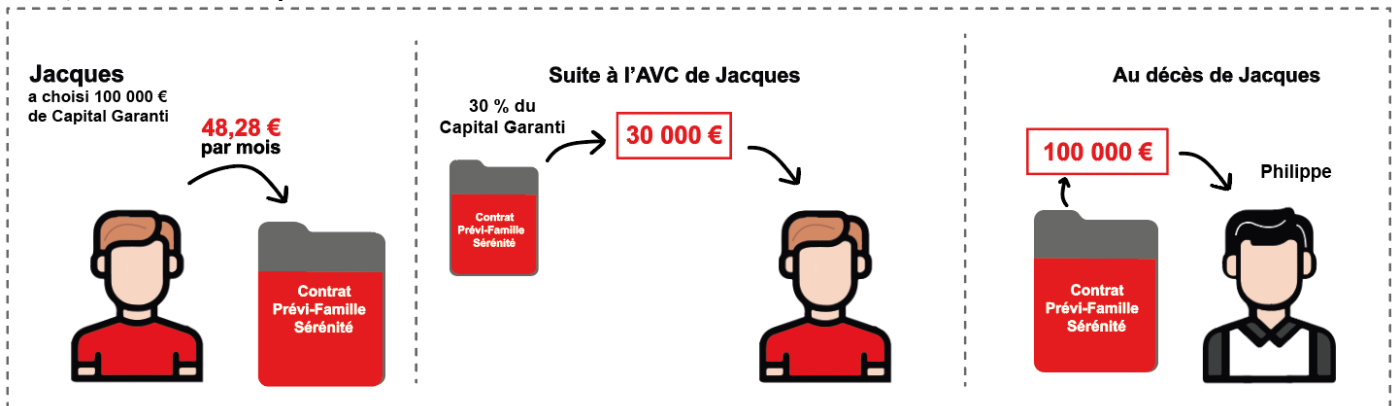 Jacques
a choisi 100 000 €
de Capital Garanti
48,28 €
par mois
Contrat
Prévi-Famille
Sérénité
Suite à l'AVC de Jacques
30 % du
Capital Garanti
30 000 €
Contrat
Prévi-Famille
Sérénité
Au décès de Jacques
100 000 €
Philippe
Contrat
Prévi-Famille
Sérénité